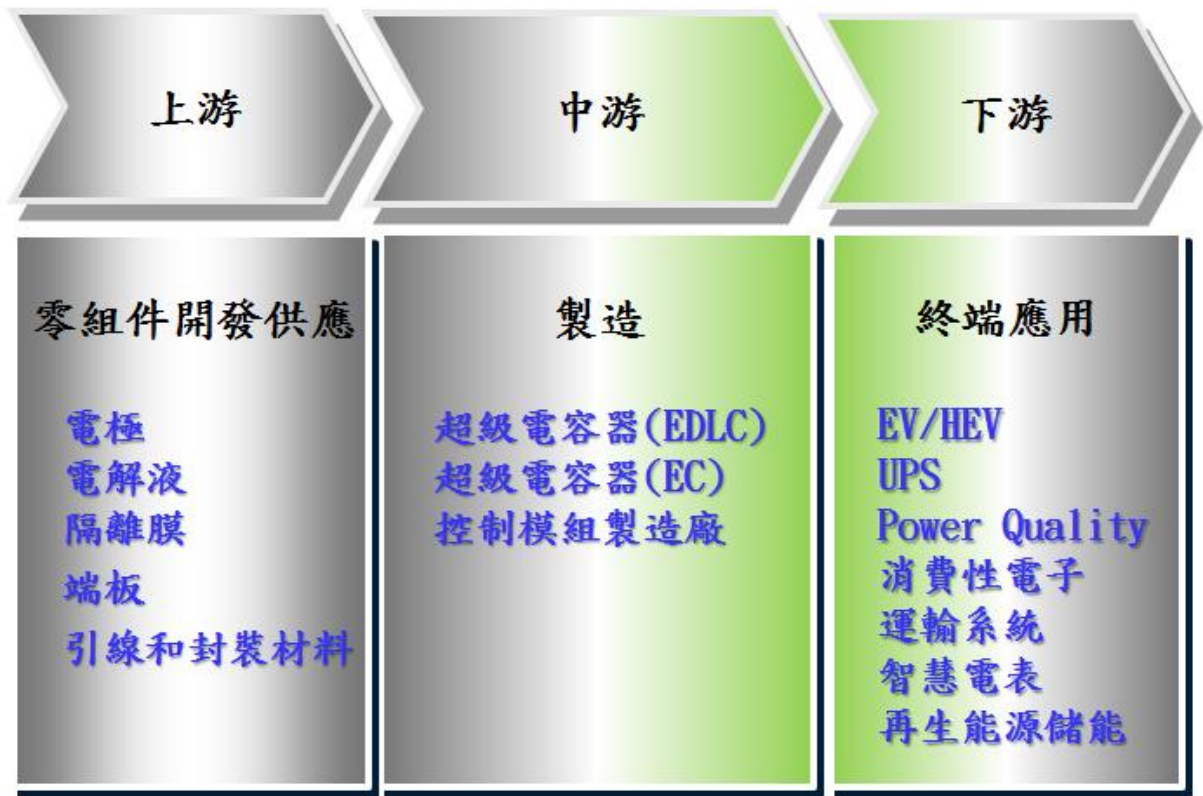 上游
中游
下游
零組件開發供應
電極
電解液
隔離膜
端板
引線和封裝材料
製造
超級電容器(EDLC)
超級電容器(EC)
控制模組製造廠
終端應用
EV/HEV
UPS
Power Quality
消費性電子
運輸系統
智慧電表
再生能源儲能